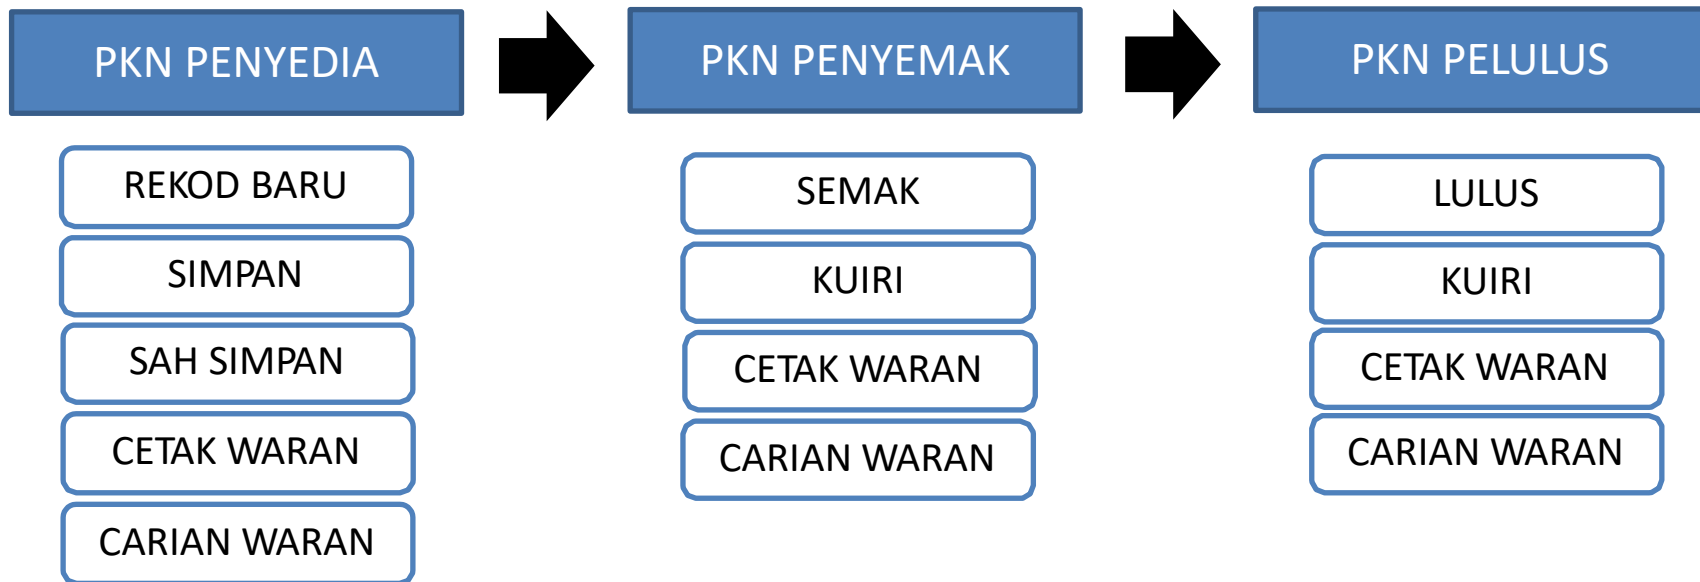 PKN PENYEDIA
REKOD BARU
SIMPAN
SAH SIMPAN
CETAK WARAN
CARIAN WARAN
PKN PENYEMAK
SEMAK
KUIRI
CETAK WARAN
CARIAN WARAN
PKN PELULUS
LULUS
KUIRI
CETAK WARAN
CARIAN WARAN